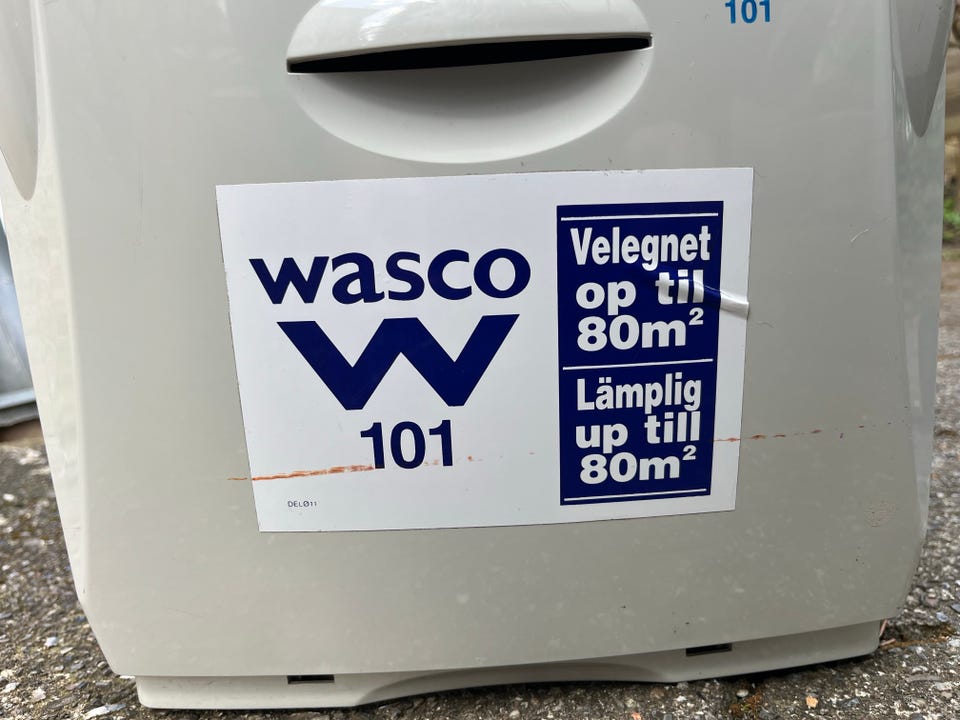 101
wasco
W
101
DELØ11
Velegnet
op til
80m²
Lämplig
up till
80m²